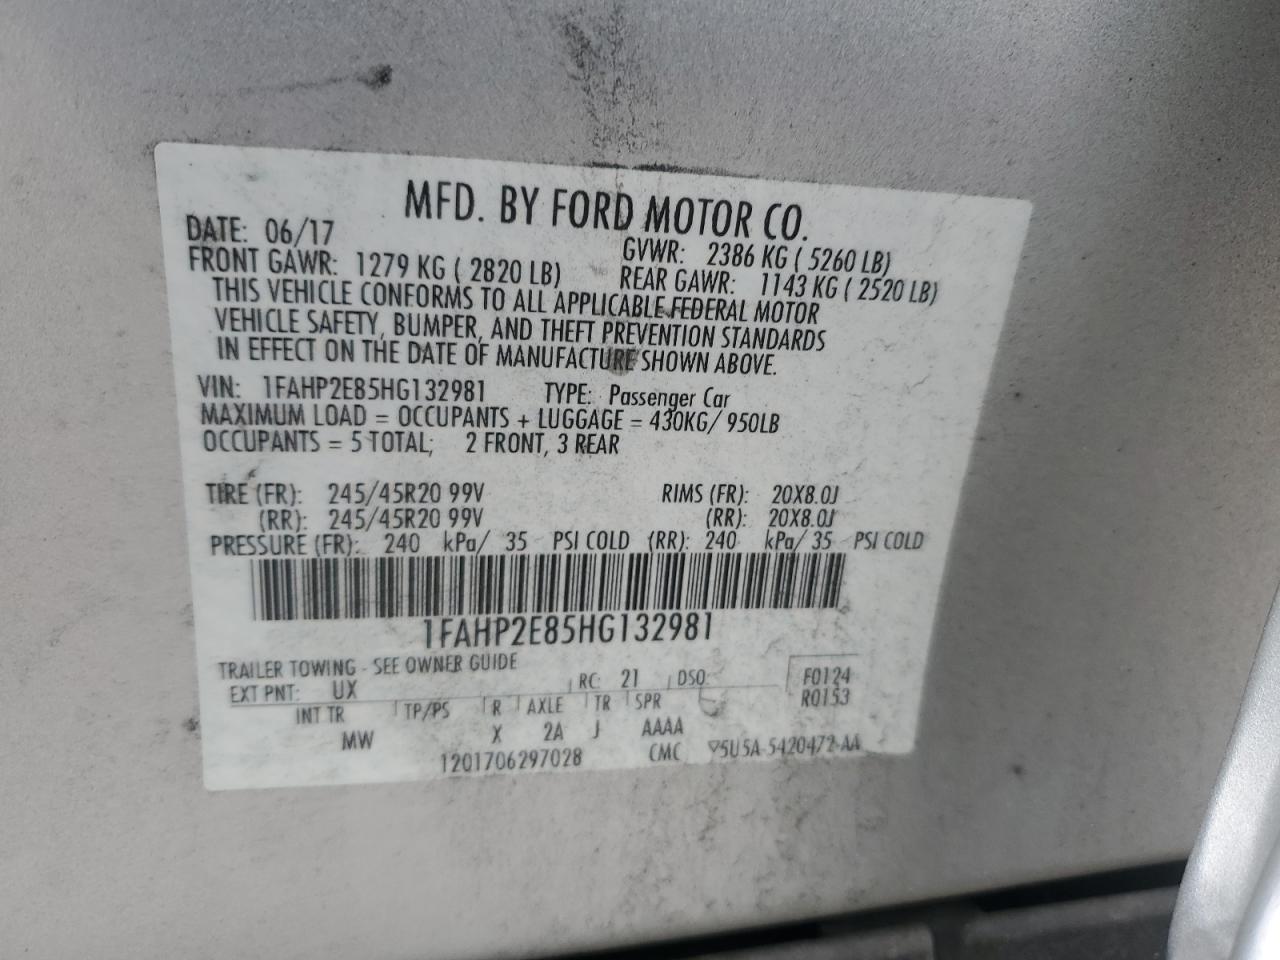 MFD. BY FORD MOTOR CO.
DATE: 06/17 GVWR: 2386 KG ( 5260 LB)
FRONT GAWR: 1279 KG ( 2820 LB) REAR GAWR: 1143 KG ( 2520 LB)
THIS VEHICLE CONFORMS TO ALL APPLICABLE FEDERAL MOTOR
VEHICLE SAFETY, BUMPER, AND THEFT PREVENTION STANDARDS
IN EFFECT ON THE DATE OF MANUFACTURE SHOWN ABOVE.
VIN: 1FAHP2E85HG132981 TYPE: Passenger Car
MAXIMUM LOAD = OCCUPANTS + LUGGAGE = 430KG/ 950LB
OCCUPANTS = 5 TOTAL; 2 FRONT, 3 REAR
TIRE (FR): 245/45R20 99V RIMS (FR): 20X8.0J
(RR): 245/45R20 99V (RR): 20X8.0J
PRESSURE (FR): 240 kPa/ 35 PSI COLD (RR): 240 kPa/ 35 PSI COLD
1FAHP2E85HG132981
TRAILER TOWING - SEE OWNER GUIDE
EXT PNT: UX RC: 21 DSO: F0124
R0153
INT TR TP/PS R AXLE TR SPR
MW X 2A J AAAA
1201706297028 CMC 5U5A-5420472-AA